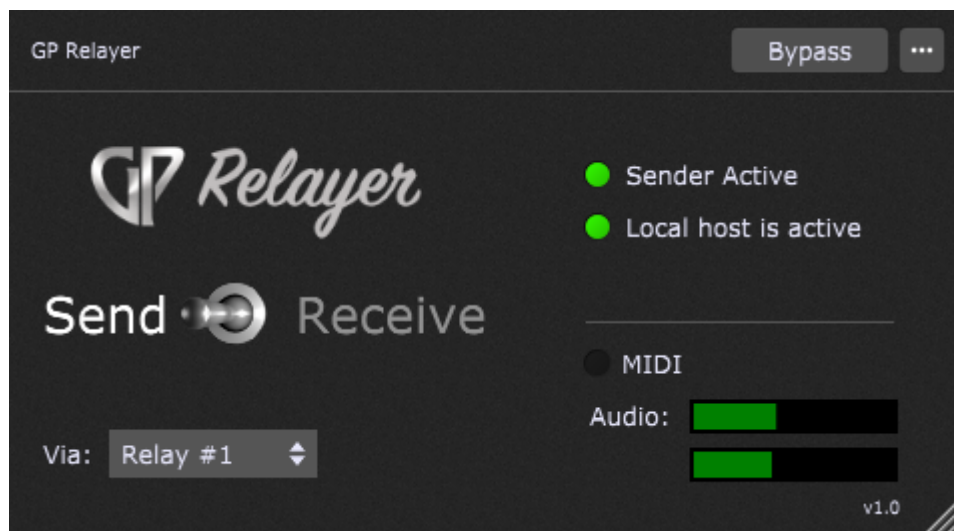 GP Relayer
Bypass
GP Relayer
Sender Active
Local host is active
Send Receive
MIDI
Audio:
Via: Relay #1
v1.0